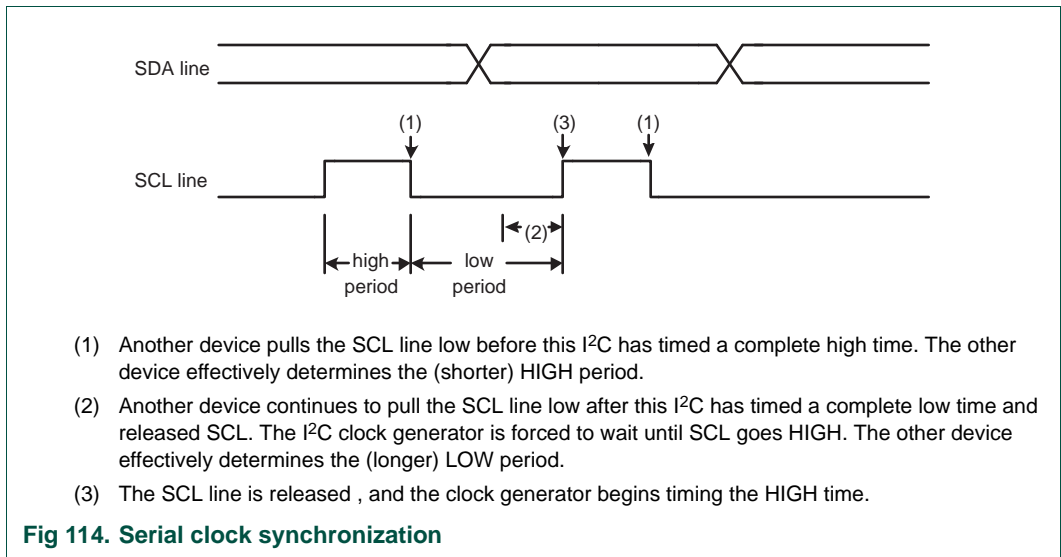 SDA line
(1) (3) (1)
SCL line
(2)
high low
period period
(1) Another device pulls the SCL line low before this I2C has timed a complete high time. The other
device effectively determines the (shorter) HIGH period.
(2) Another device continues to pull the SCL line low after this I2C has timed a complete low time and
released SCL. The I2C clock generator is forced to wait until SCL goes HIGH. The other device
effectively determines the (longer) LOW period.
(3) The SCL line is released , and the clock generator begins timing the HIGH time.
Fig 114. Serial clock synchronization